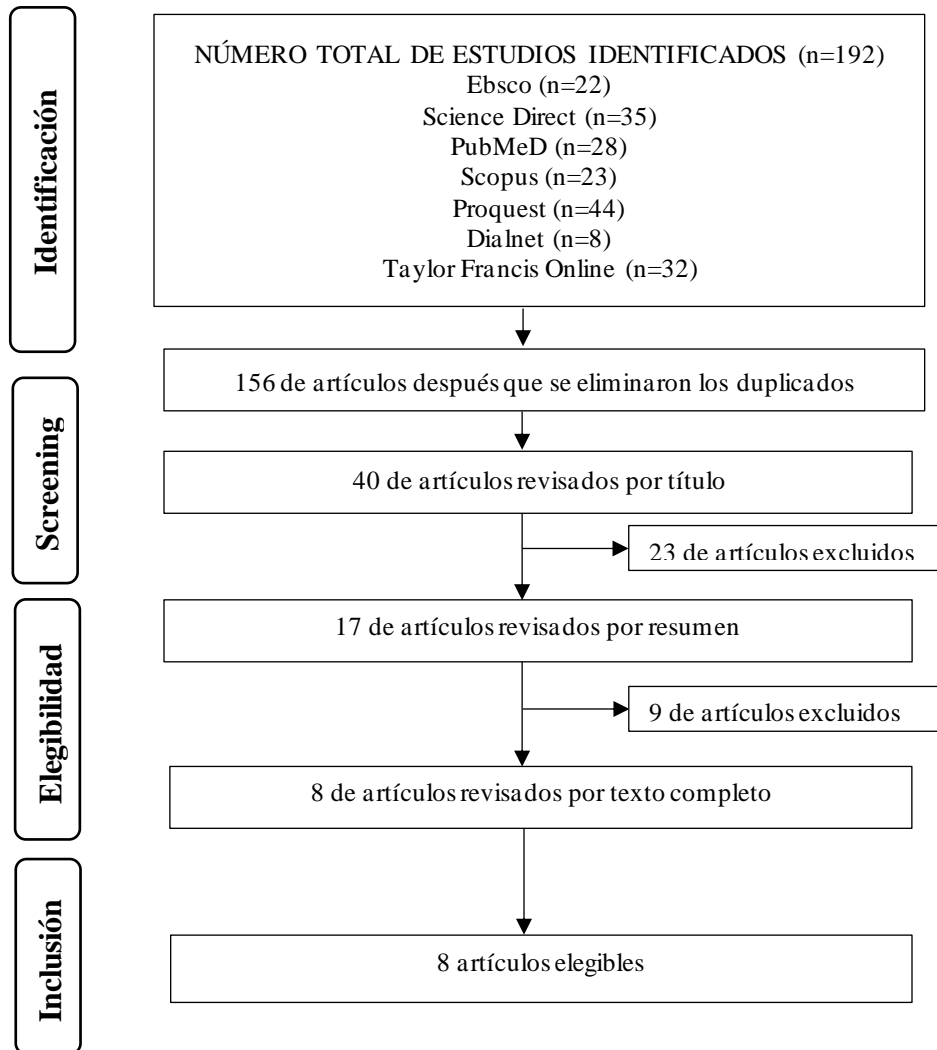 Identificación
NÚMERO TOTAL DE ESTUDIOS IDENTIFICADOS (n=192)
Ebsco (n=22)
Science Direct (n=35)
PubMeD (n=28)
Scopus (n=23)
Proquest (n=44)
Dialnet (n=8)
Taylor Francis Online (n=32)
156 de artículos después que se eliminaron los duplicados
Screening
40 de artículos revisados por título
23 de artículos excluidos
Elegibilidad
17 de artículos revisados por resumen
9 de artículos excluidos
8 de artículos revisados por texto completo
Inclusión
8 artículos elegibles